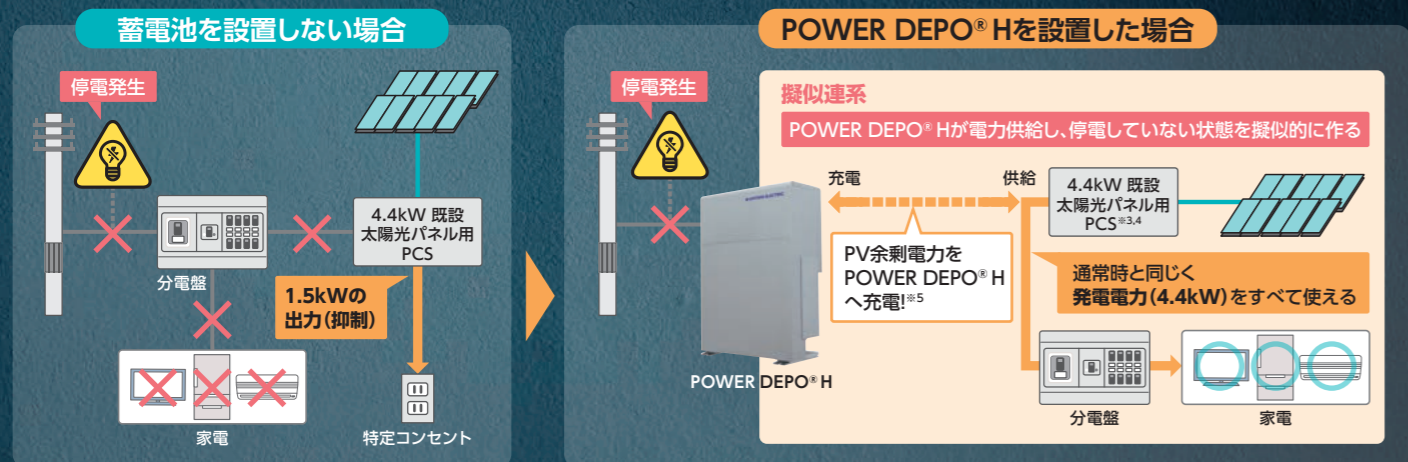 蓄電池を設置しない場合
停電発生
分電盤
4.4kW 既設
太陽光パネル用
PCS
1.5kWの
出力（抑制）
家電
特定コンセント
POWER DEPO® Hを設置した場合
停電発生
擬似連系
POWER DEPO® Hが電力供給し、停電していない状態を擬似的に作る
充電
供給
4.4kW 既設
太陽光パネル用
PCS※3,4
PV余剰電力を
POWER DEPO® H
へ充電!※5
通常時と同じく
発電電力（4.4kW）をすべて使える
POWER DEPO® H
分電盤
家電